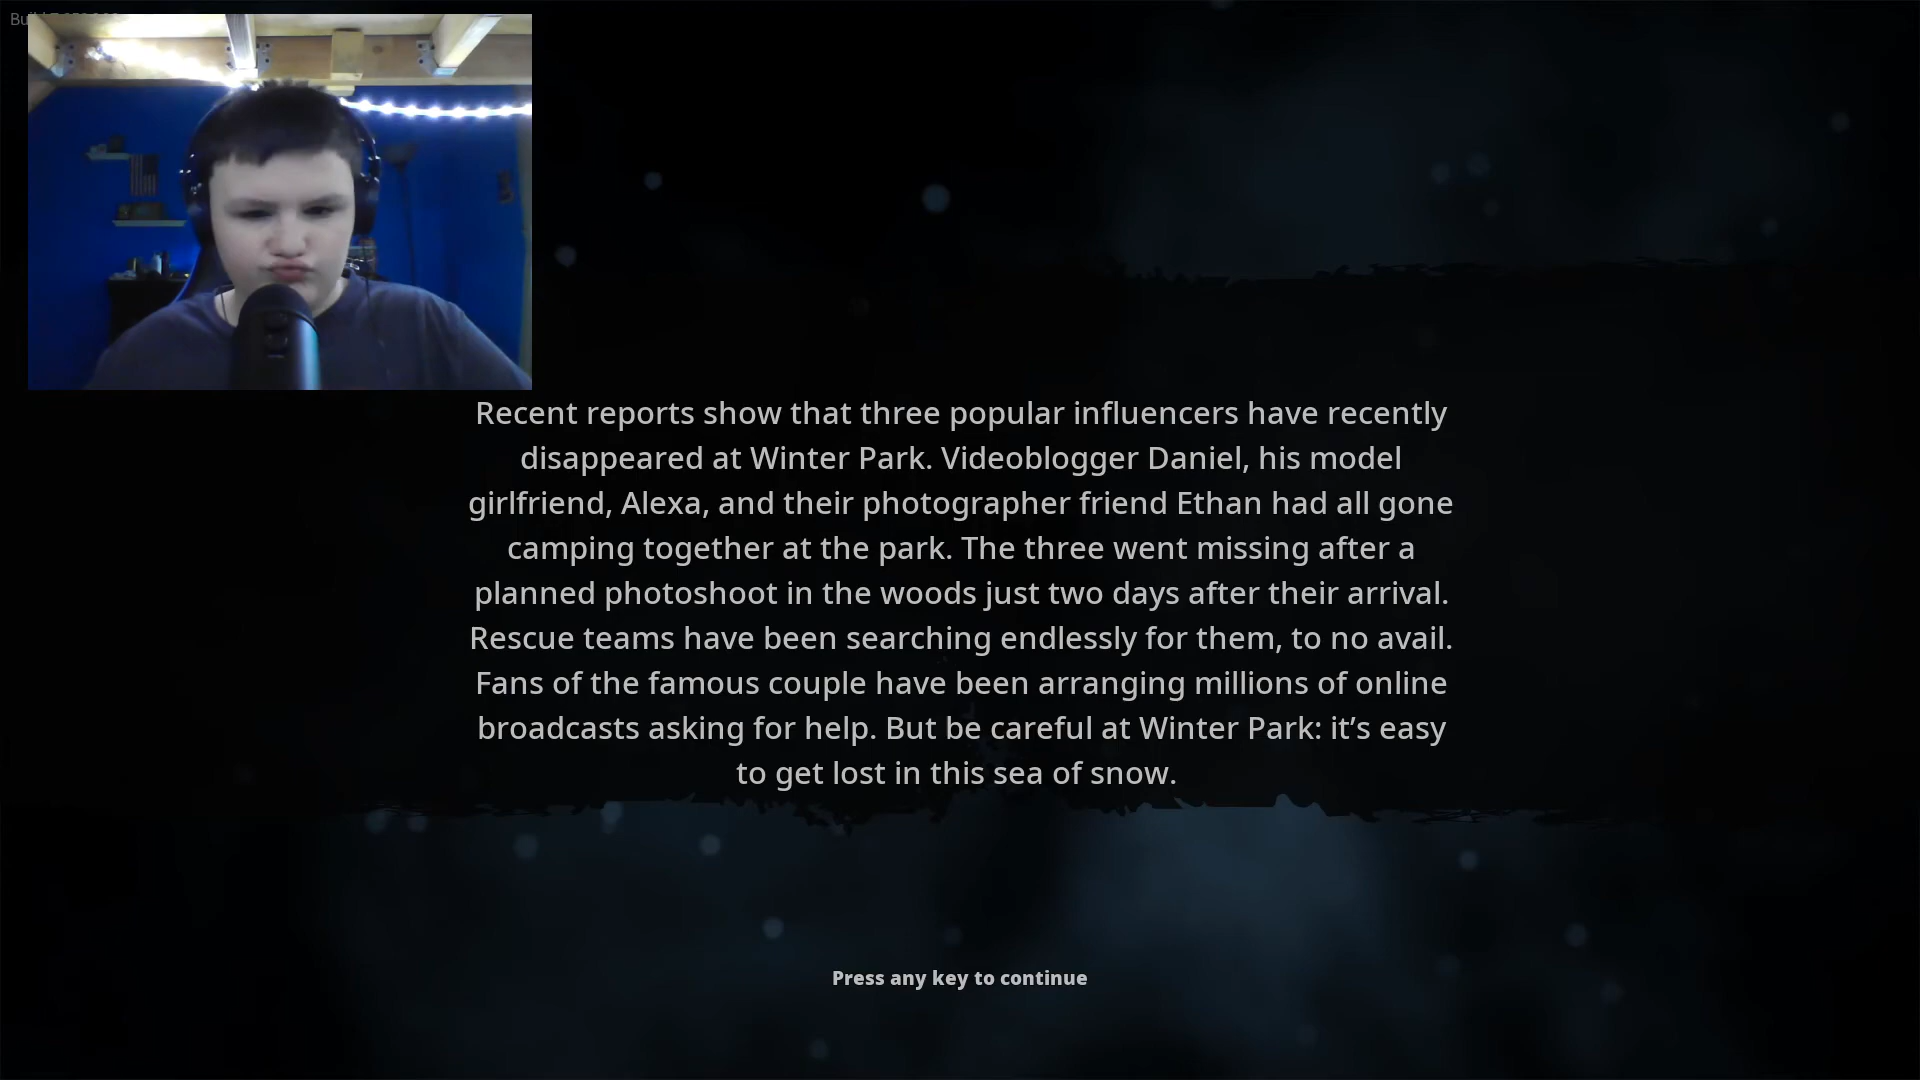 Recent reports show that three popular influencers have recently
disappeared at Winter Park. Videoblogger Daniel, his model
girlfriend, Alexa, and their photographer friend Ethan had all gone
camping together at the park. The three went missing after a
planned photoshoot in the woods just two days after their arrival.
Rescue teams have been searching endlessly for them, to no avail.
Fans of the famous couple have been arranging millions of online
broadcasts asking for help. But be careful at Winter Park: it’s easy
to get lost in this sea of snow.
Press any key to continue